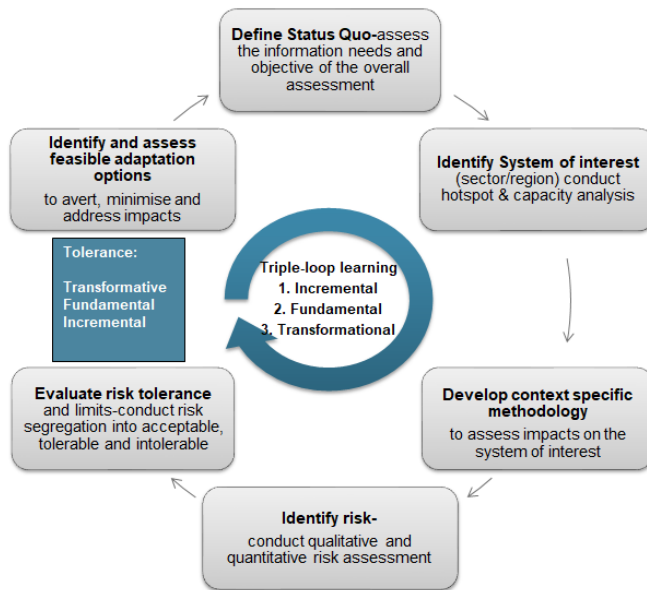 Define Status Quo-assess
the information needs and
objective of the overall
assessment
Identify System of interest
(sector/region) conduct
hotspot & capacity analysis
Develop context specific
methodology
to assess impacts on the
system of interest
Identify risk-
conduct qualitative and
quantitative risk assessment
Evaluate risk tolerance
and limits-conduct risk
segregation into acceptable,
tolerable and intolerable
Tolerance:
Transformative
Fundamental
Incremental
Identify and assess
feasible adaptation
options
to avert, minimise and
address impacts
Triple-loop learning
1. Incremental
2. Fundamental
3. Transformational